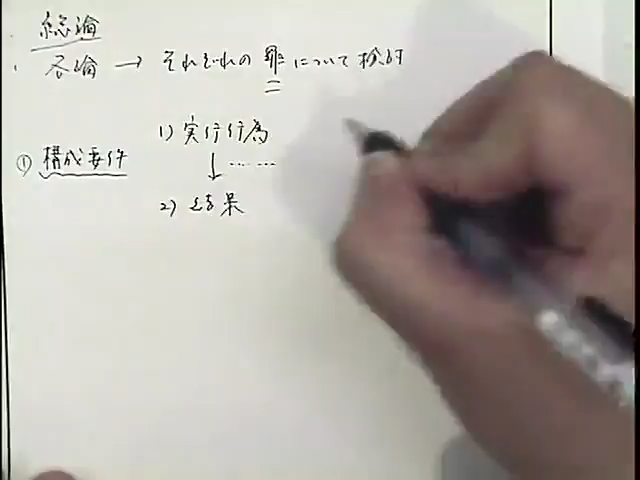 総論
各論 → それぞれの罪について検討
1) 実行行為
① 構成要件
↓ ……
2) 結果